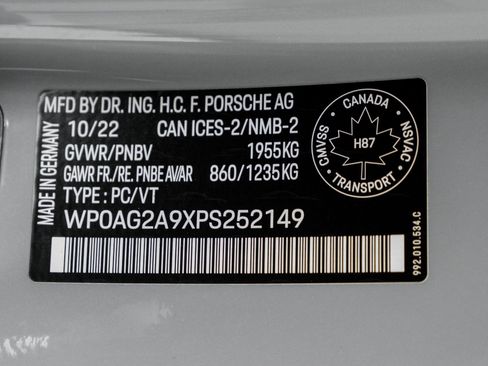 MFD BY DR. ING. H.C. F. PORSCHE AG
10/22 CAN ICES-2/NMB-2
GVWR/PNBV 1955KG
GAWR FR./RE. PNBE AV/AR 860/1235KG
TYPE : PC/VT
WP0AG2A9XPS252149
MADE IN GERMANY
CANADA
CMVSS
NSVAC
H87
TRANSPORT
992.010.534.C